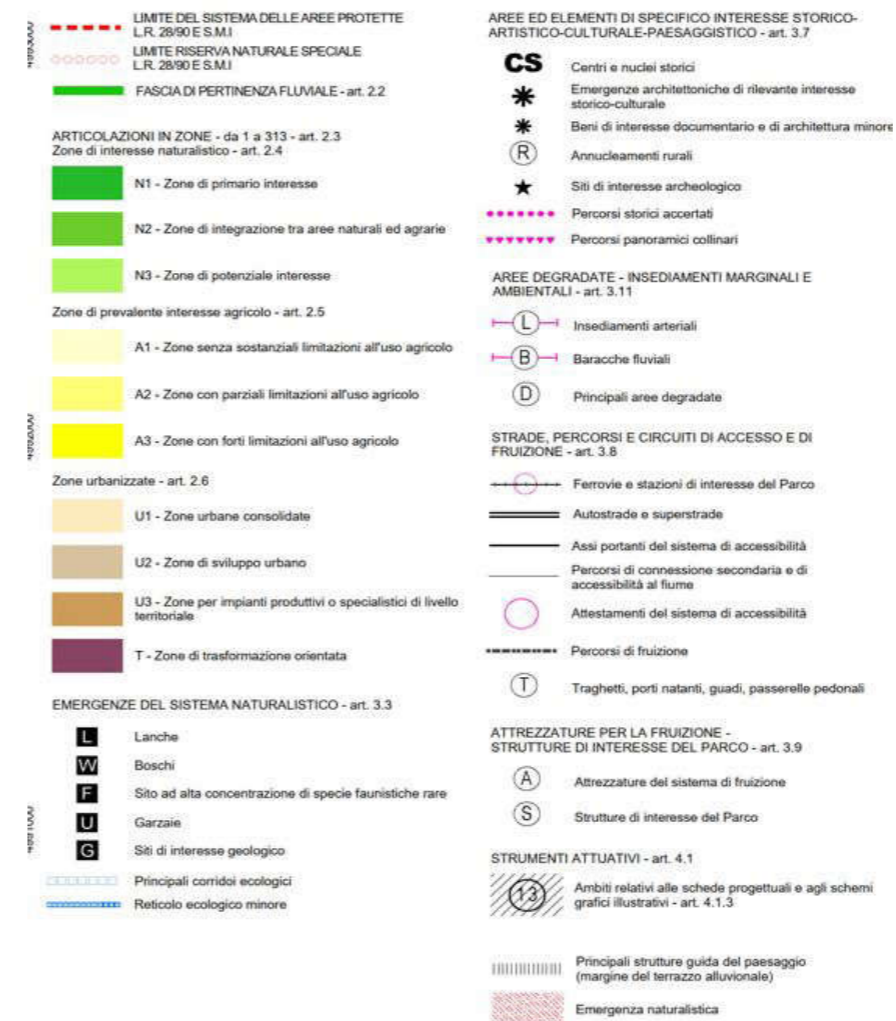 LIMITE DEL SISTEMA DELLE AREE PROTETTE
L.R. 28/90 E S.M.I
LIMITE RISERVA NATURALE SPECIALE
L.R. 28/90 E S.M.I
FASCIA DI PERTINENZA FLUVIALE - art. 2.2
ARTICOLAZIONI IN ZONE - da 1 a 313 - art. 2.3
Zone di interesse naturalistico - art. 2.4
N1 - Zone di primario interesse
N2 - Zone di integrazione tra aree naturali ed agrarie
N3 - Zone di potenziale interesse
Zone di prevalente interesse agricolo - art. 2.5
A1 - Zone senza sostanziali limitazioni all'uso agricolo
A2 - Zone con parziali limitazioni all'uso agricolo
A3 - Zone con forti limitazioni all'uso agricolo
Zone urbanizzate - art. 2.6
U1 - Zone urbane consolidate
U2 - Zone di sviluppo urbano
U3 - Zone per impianti produttivi o specialistici di livello
territoriale
T - Zone di trasformazione orientata
EMERGENZE DEL SISTEMA NATURALISTICO - art. 3.3
L Lanche
W Boschi
F Sito ad alta concentrazione di specie faunistiche rare
U Garzaie
G Siti di interesse geologico
Principali corridoi ecologici
Reticolo ecologico minore
AREE ED ELEMENTI DI SPECIFICO INTERESSE STORICO-
ARTISTICO-CULTURALE-PAESAGGISTICO - art. 3.7
CS Centri e nuclei storici
Emergenze architettoniche di rilevante interesse
storico-culturale
Beni di interesse documentario e di architettura minore
R Annucleamenti rurali
Siti di interesse archeologico
Percorsi storici accertati
Percorsi panoramici collinari
AREE DEGRADATE - INSEDIAMENTI MARGINALI E
AMBIENTALI - art. 3.11
L Insediamenti arteriali
B Baracche fluviali
D Principali aree degradate
STRADE, PERCORSI E CIRCUITI DI ACCESSO E DI
FRUIZIONE - art. 3.8
Ferrovie e stazioni di interesse del Parco
Autostrade e superstrade
Assi portanti del sistema di accessibilità
Percorsi di connessione secondaria e di
accessibilità al fiume
Attestamenti del sistema di accessibilità
Percorsi di fruizione
T Traghetti, porti natanti, guadi, passerelle pedonali
ATTREZZATURE PER LA FRUIZIONE -
STRUTTURE DI INTERESSE DEL PARCO - art. 3.9
A Attrezzature del sistema di fruizione
S Strutture di interesse del Parco
STRUMENTI ATTUATIVI - art. 4.1
13 Ambiti relativi alle schede progettuali e agli schemi
grafici illustrativi - art. 4.1.3
Principali strutture guida del paesaggio
(margine del terrazzo alluvionale)
Emergenza naturalistica